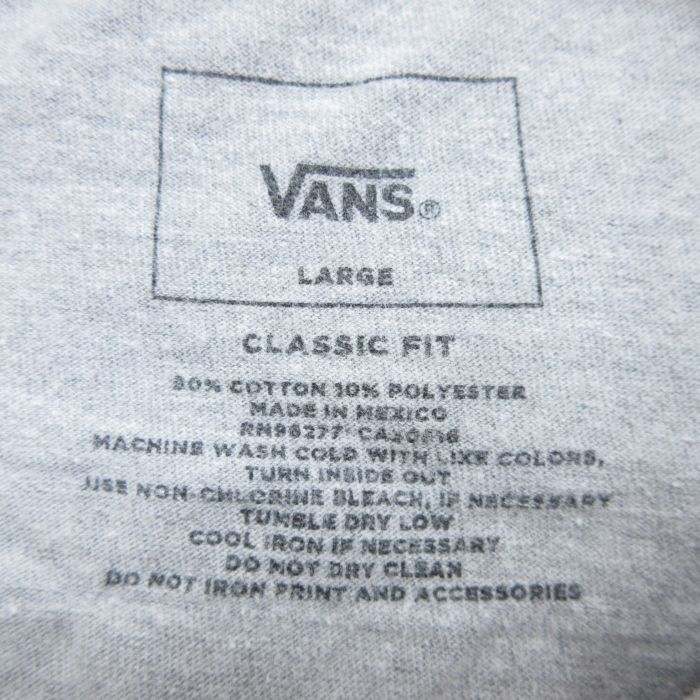 VANS®
LARGE
CLASSIC FIT
90% COTTON 10% POLYESTER
MADE IN MEXICO
RN96277
MACHINE WASH COLD WITH LIKE COLORS,
TURN INSIDE OUT
USE NON-CHLORINE BLEACH, IF NECESSARY
TUMBLE DRY LOW
COOL IRON IF NECESSARY
DO NOT DRY CLEAN
DO NOT IRON PRINT AND ACCESSORIES